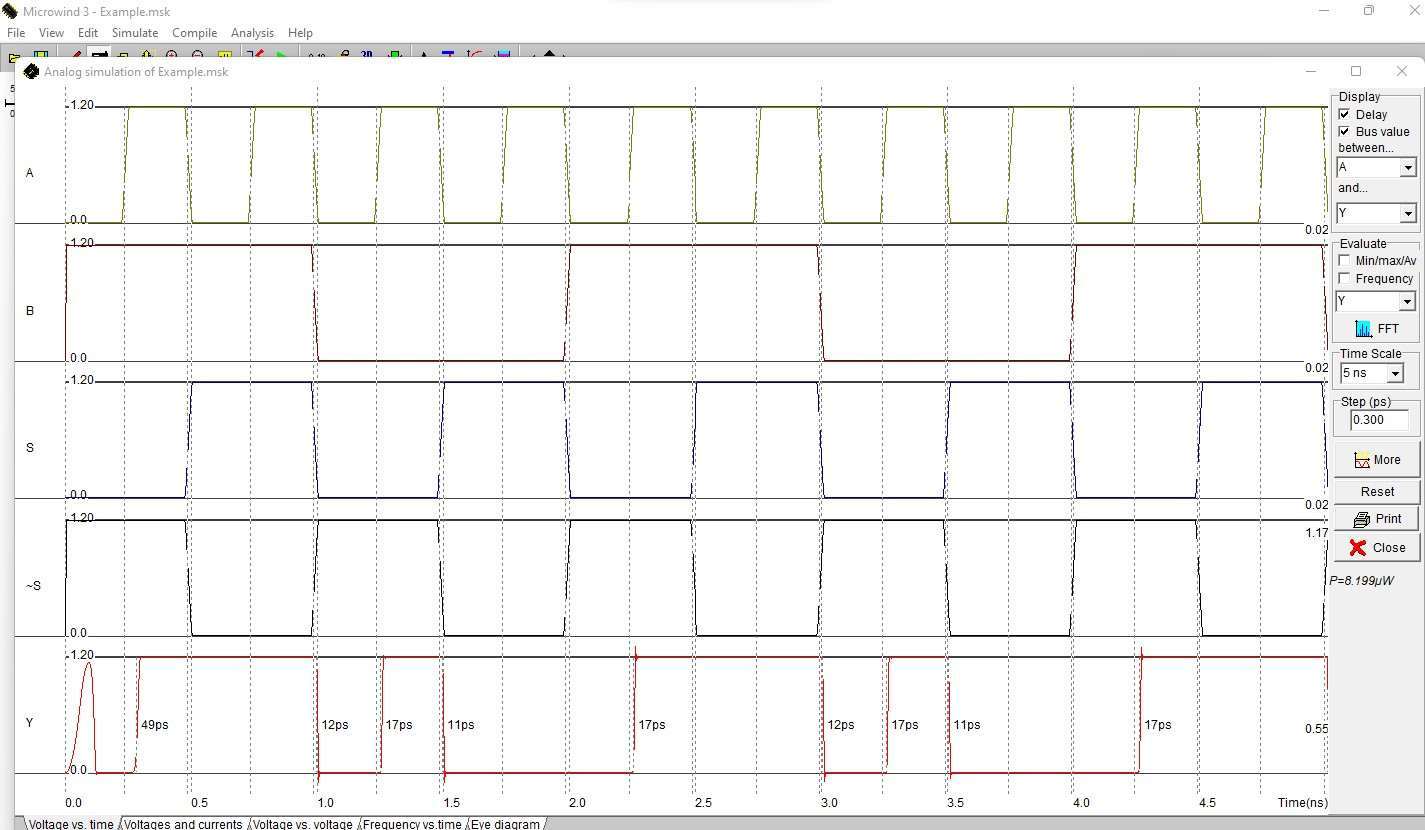 Microwind 3 - Example.msk
File View Edit Simulate Compile Analysis Help
Analog simulation of Example.msk
A
1.20
0.0
0.02
B
1.20
0.0
0.02
S
1.20
0.0
0.02
~S
1.20
0.0
1.17
Y
1.20
0.0
49ps 12ps 17ps 11ps 17ps 12ps 17ps 11ps 17ps
0.55
0.0 0.5 1.0 1.5 2.0 2.5 3.0 3.5 4.0 4.5 Time(ns)
Voltage vs. time Voltages and currents Voltage vs. voltage Frequency vs.time Eye diagram
Display
Delay
Bus value
between...
A
and...
Y
Evaluate
Min/max/Av
Frequency
Y
FFT
Time Scale
5 ns
Step (ps)
0.300
More
Reset
Print
Close
P=8.199µW